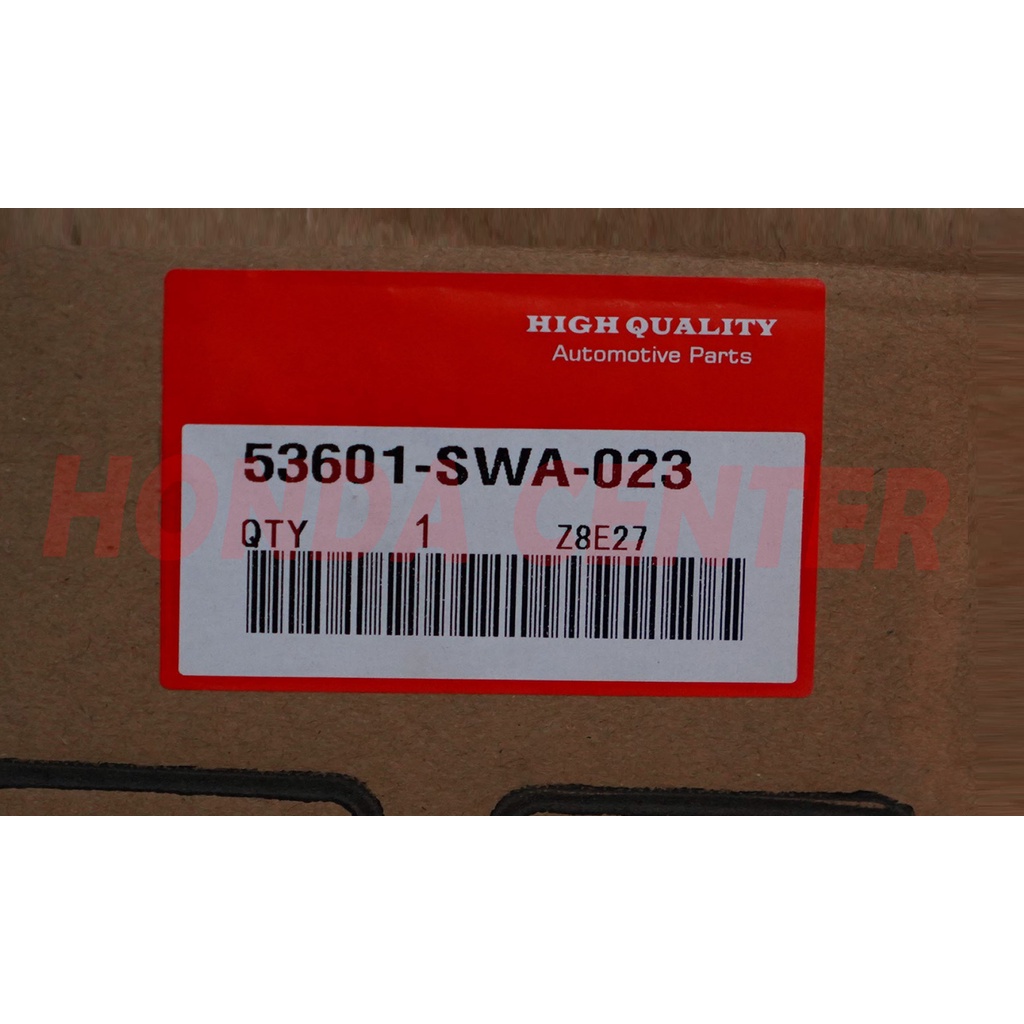 HIGH QUALITY
Automotive Parts
53601-SWA-023
HONDA CENTER
QTY 1 Z8E27